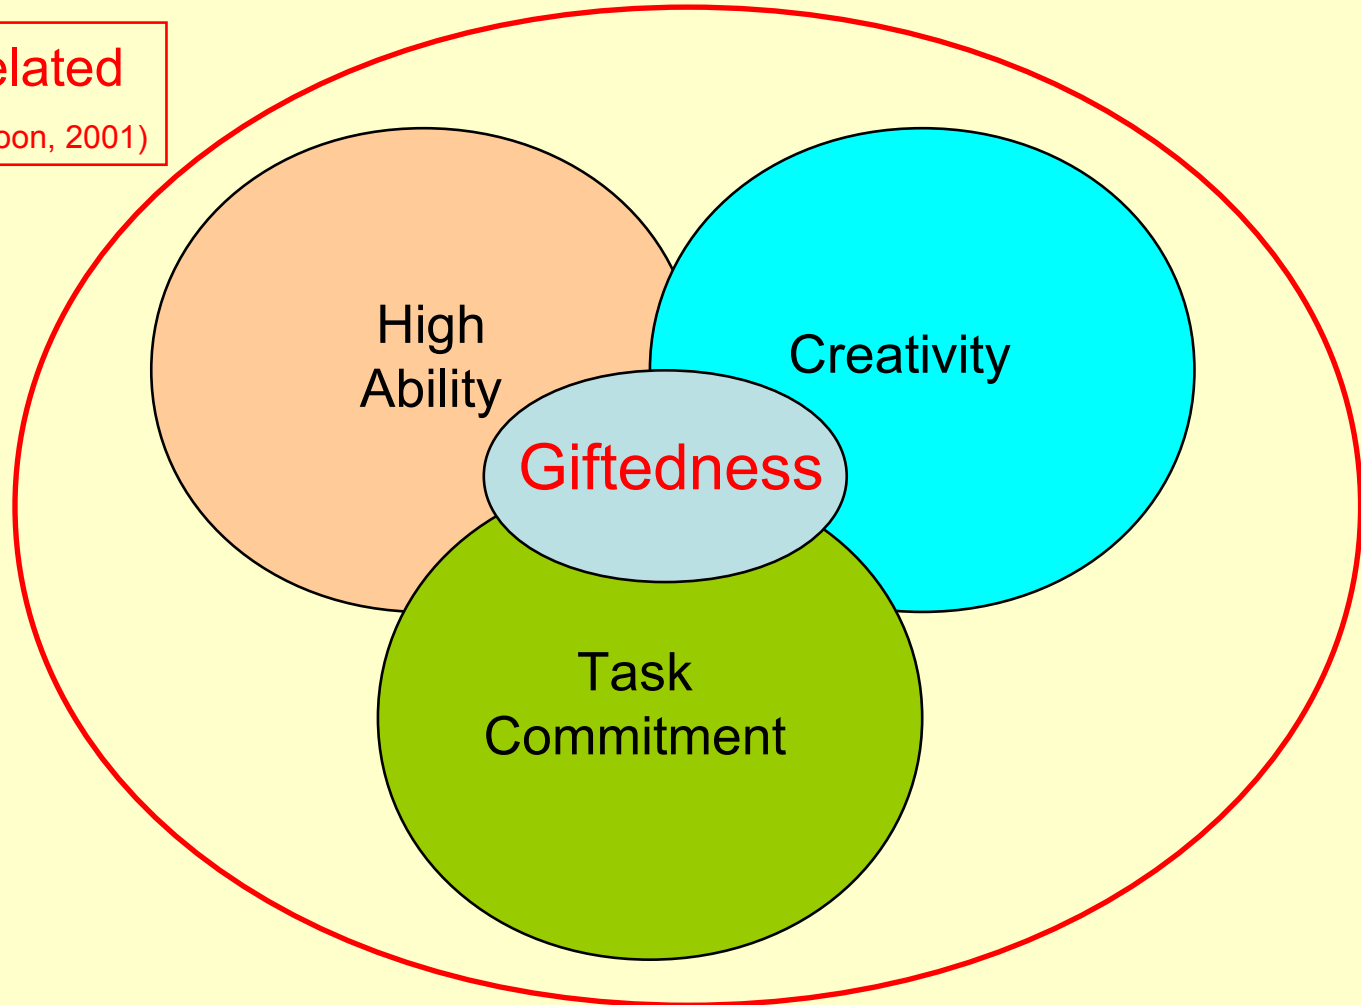 elated
oon, 2001)
High
Ability
Creativity
Giftedness
Task
Commitment